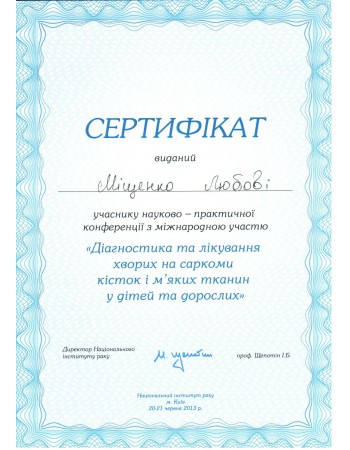 СЕРТИФІКАТ
виданий
Міщенко Любові
учаснику науково – практичної
конференції з міжнародною участю
«Діагностика та лікування
хворих на саркоми
кісток і м’яких тканин
у дітей та дорослих»
Директор Національного
інституту раку
проф. Щепотін І.Б.
Національний інститут раку
м. Київ
20-21 червня 2013 р.